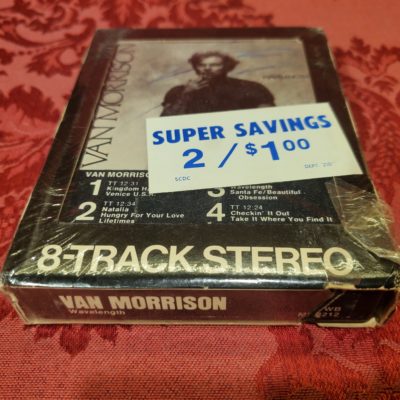 VAN MORRISON
SUPER SAVINGS
2 / $1.00
SCDC
VAN MORRISON
1 TT 12:31
Kingdom
Venice U.S.
2 TT 13:34
Natalia
Hungry For Your Love
Lifetimes
3
Wavelength
Santa Fe/Beautiful
Obsession
4 TT 12:24
Checkin' It Out
Take It Where You Find It
8-TRACK STEREO
VAN MORRISON
Wavelength
WB